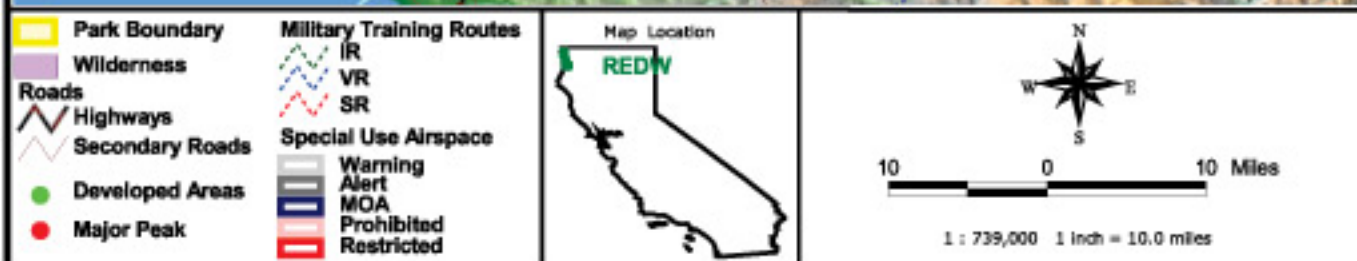 Park Boundary
Wilderness
Roads
Highways
Secondary Roads
Developed Areas
Major Peak
Military Training Routes
IR
VR
SR
Special Use Airspace
Warning
Alert
MOA
Prohibited
Restricted
Map Location
REDW
N
W E
S
10 0 10 Miles
1 : 739,000 1 inch = 10.0 miles